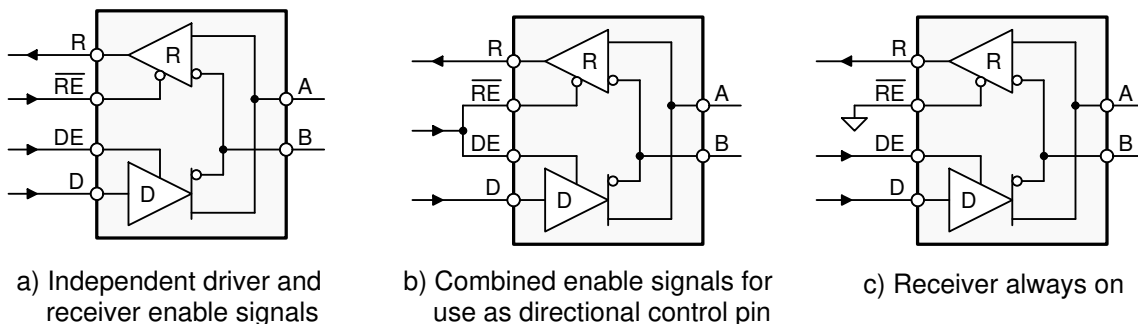 R
R
RE
A
DE
B
D
D
a) Independent driver and
receiver enable signals
R
R
RE
A
DE
B
D
D
b) Combined enable signals for
use as directional control pin
R
R
RE
A
DE
B
D
D
c) Receiver always on